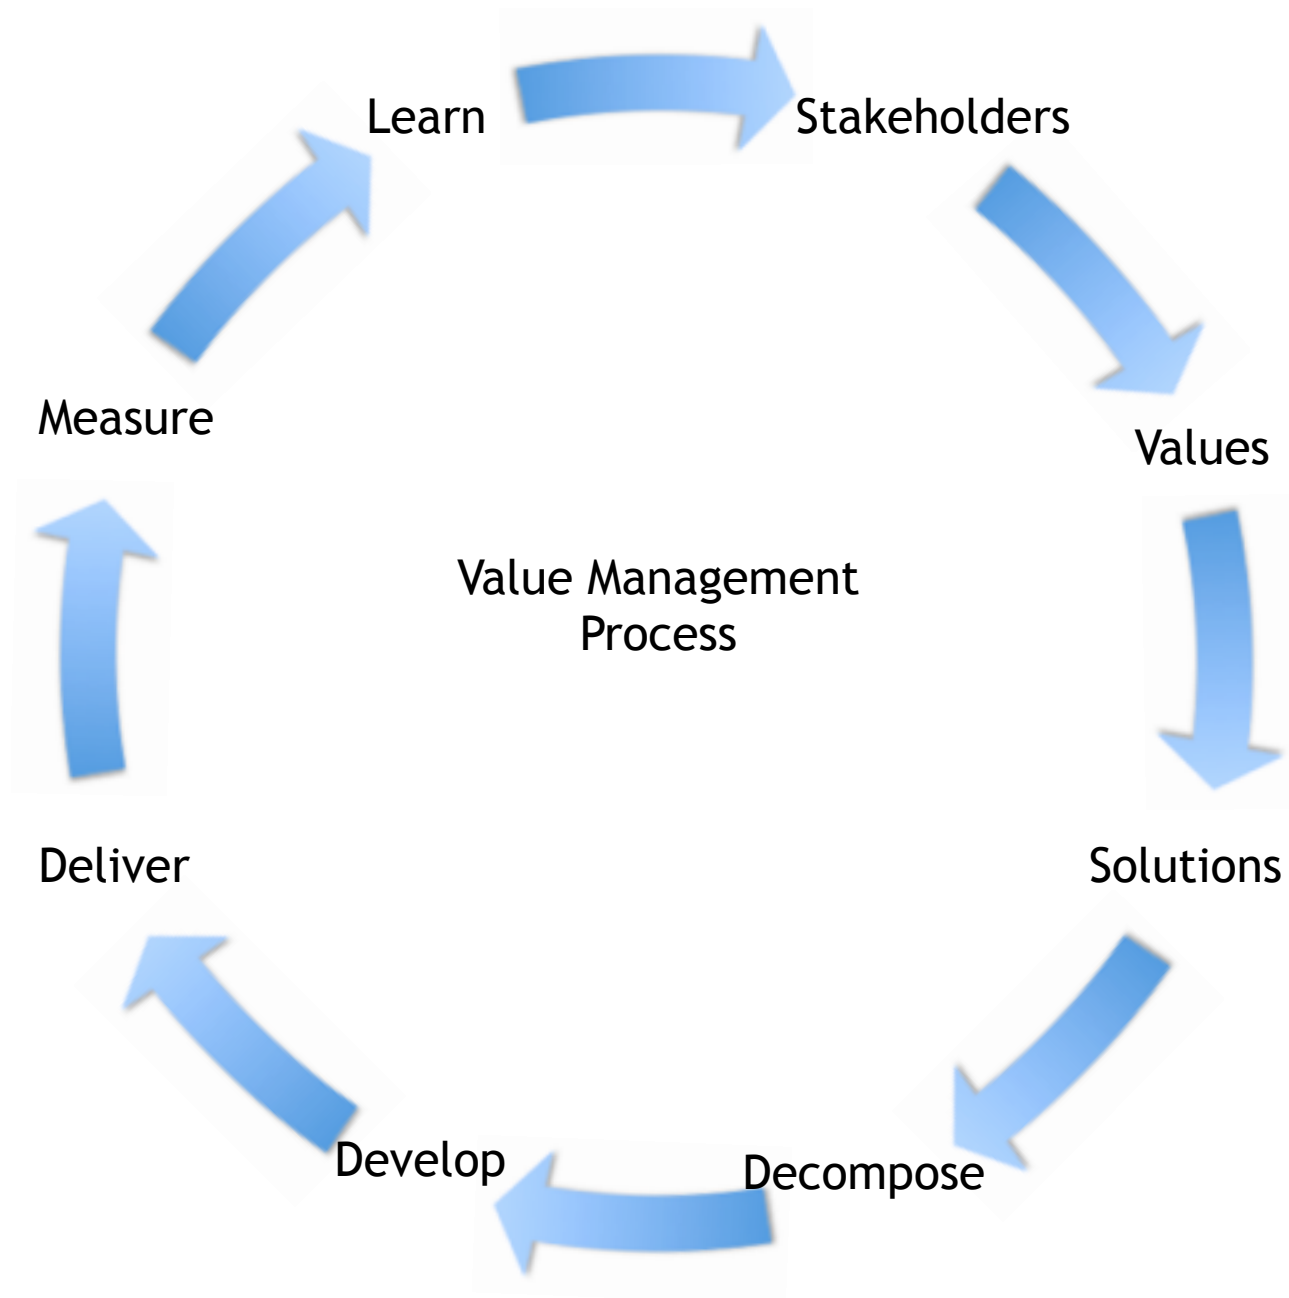 Learn
Stakeholders
Measure
Values
Value Management
Process
Deliver
Solutions
Develop
Decompose